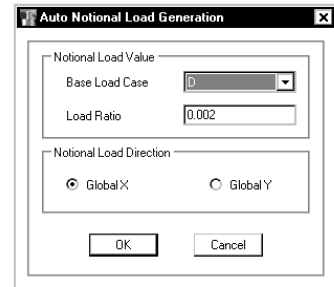 Auto Notional Load Generation
Notional Load Value
Base Load Case D
Load Ratio 0.002
Notional Load Direction
Global X Global Y
OK Cancel